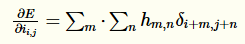 ∂E/∂i_{i,j} = ∑_m · ∑_n h_{m,n} δ_{i+m,j+n}